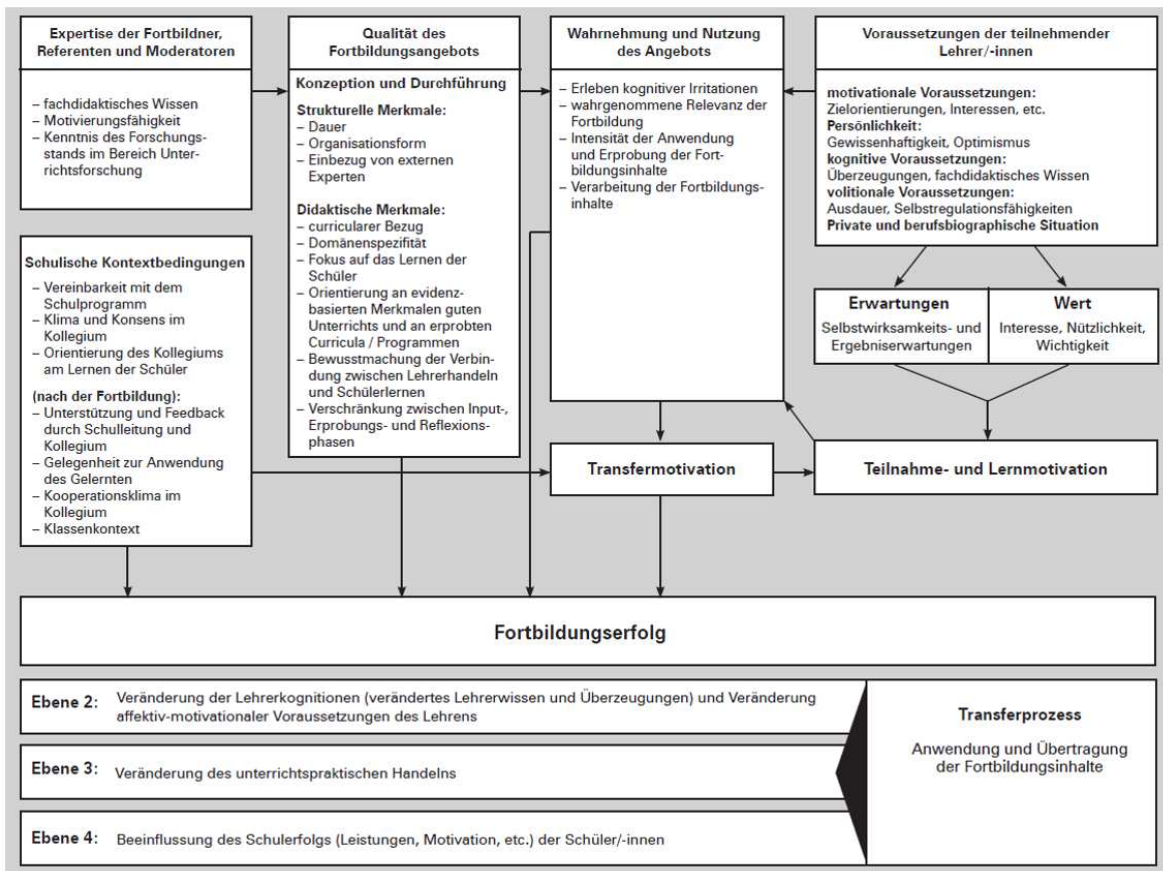 Expertise der Fortbildner,
Referenten und Moderatoren
– fachdidaktisches Wissen
– Motivierungsfähigkeit
– Kenntnis des Forschungs-
stands im Bereich Unter-
richtsforschung
Schulische Kontextbedingungen
– Vereinbarkeit mit dem
Schulprogramm
– Klima und Konsens im
Kollegium
– Orientierung des Kollegiums
am Lernen der Schüler
(nach der Fortbildung):
– Unterstützung und Feedback
durch Schulleitung und
Kollegium
– Gelegenheit zur Anwendung
des Gelernten
– Kooperationsklima im
Kollegium
– Klassenkontext
Qualität des
Fortbildungsangebots
Konzeption und Durchführung
Strukturelle Merkmale:
– Dauer
– Organisationsform
– Einbezug von externen
Experten
Didaktische Merkmale:
– curricularer Bezug
– Domänenspezifität
– Fokus auf das Lernen der
Schüler
– Orientierung an evidenz-
basierten Merkmalen guten
Unterrichts und an erprobten
Curricula / Programmen
– Bewusstmachung der Verbin-
dung zwischen Lehrerhandeln
und Schülerlernen
– Verschränkung zwischen Input-,
Erprobungs- und Reflexions-
phasen
Wahrnehmung und Nutzung
des Angebots
– Erleben kognitiver Irritationen
– wahrgenommene Relevanz der
Fortbildung
– Intensität der Anwendung
und Erprobung der Fort-
bildungsinhalte
– Verarbeitung der Fortbildungs-
inhalte
Voraussetzungen der teilnehmender
Lehrer/-innen
motivationale Voraussetzungen:
Zielorientierungen, Interessen, etc.
Persönlichkeit:
Gewissenhaftigkeit, Optimismus
kognitive Voraussetzungen:
Überzeugungen, fachdidaktisches Wissen
volitionale Voraussetzungen:
Ausdauer, Selbstregulationsfähigkeiten
Private und berufsbiographische Situation
Erwartungen
Selbstwirksamkeits- und
Ergebniserwartungen
Wert
Interesse, Nützlichkeit,
Wichtigkeit
Transfermotivation
Teilnahme- und Lernmotivation
Fortbildungserfolg
Ebene 2: Veränderung der Lehrerkognitionen (verändertes Lehrerwissen und Überzeugungen) und Veränderung
affektiv-motivationaler Voraussetzungen des Lehrens
Ebene 3: Veränderung des unterrichtspraktischen Handelns
Ebene 4: Beeinflussung des Schulerfolgs (Leistungen, Motivation, etc.) der Schüler/-innen
Transferprozess
Anwendung und Übertragung
der Fortbildungsinhalte